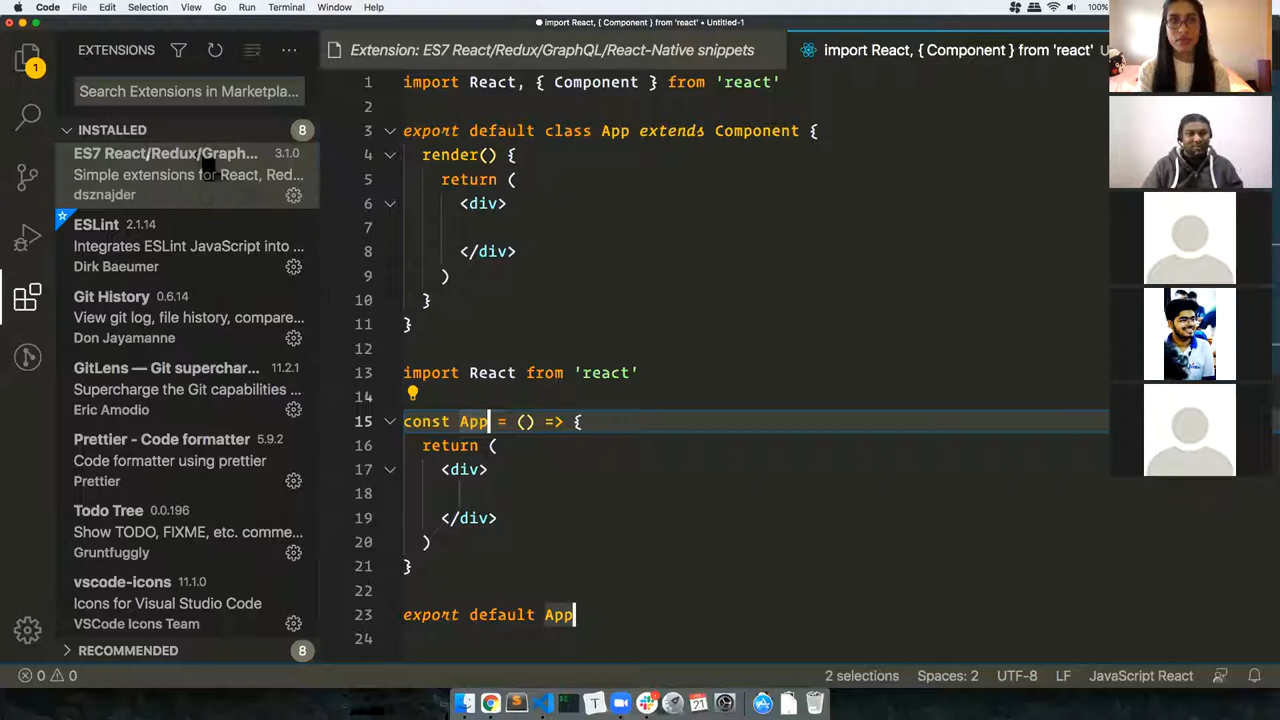 Code File Edit Selection View Go Run Terminal Window Help 100%
● import React, { Component } from 'react' • Untitled-1
EXTENSIONS
Extension: ES7 React/Redux/GraphQL/React-Native snippets
import React, { Component } from 'react' U
1
Search Extensions in Marketpla...
INSTALLED 8
ES7 React/Redux/Graph... 3.1.0
Simple extensions for React, Red...
dsznajder
ESLint 2.1.14
Integrates ESLint JavaScript into ...
Dirk Baeumer
Git History 0.6.14
View git log, file history, compare...
Don Jayamanne
GitLens — Git superchar... 11.2.1
Supercharge the Git capabilities ...
Eric Amodio
Prettier - Code formatter 5.9.2
Code formatter using prettier
Prettier
Todo Tree 0.0.196
Show TODO, FIXME, etc. comme...
Gruntfuggly
vscode-icons 11.1.0
Icons for Visual Studio Code
VSCode Icons Team
RECOMMENDED 8
1 import React, { Component } from 'react'
2
3 export default class App extends Component {
4 render() {
5 return (
6 <div>
7
8 </div>
9 )
10 }
11 }
12
13 import React from 'react'
14
15 const App = () => {
16 return (
17 <div>
18
19 </div>
20 )
21 }
22
23 export default App
24
0 0 2 selections Spaces: 2 UTF-8 LF JavaScript React
21